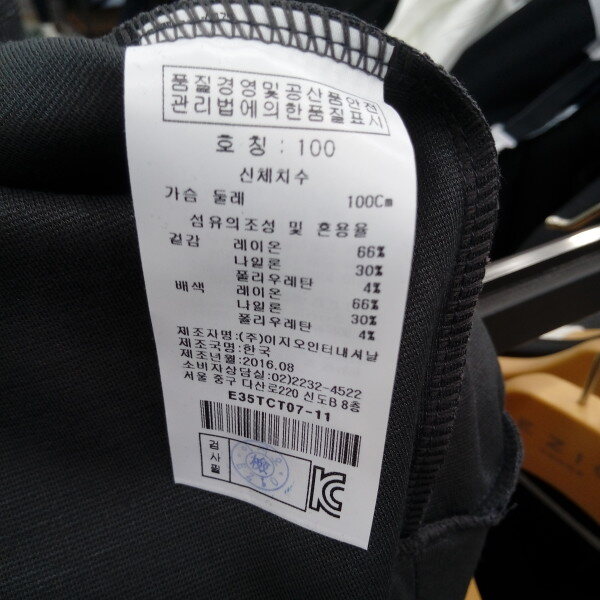 품질경영및공산품안전
관리법에의한품질표시
호 칭 : 100
신체치수
가슴 둘레 100Cm
섬유의조성 및 혼용율
겉감 레이온 66%
나일론 30%
폴리우레탄 4%
배색 레이온 66%
나일론 30%
폴리우레탄 4%
제조자명:(주)이지오인터내셔날
제조국명:한국
제조년월:2016.08
소비자상담실:02)2232-4522
서울 중구 다산로220 신도B 8층
E35TCT07-11
검사필